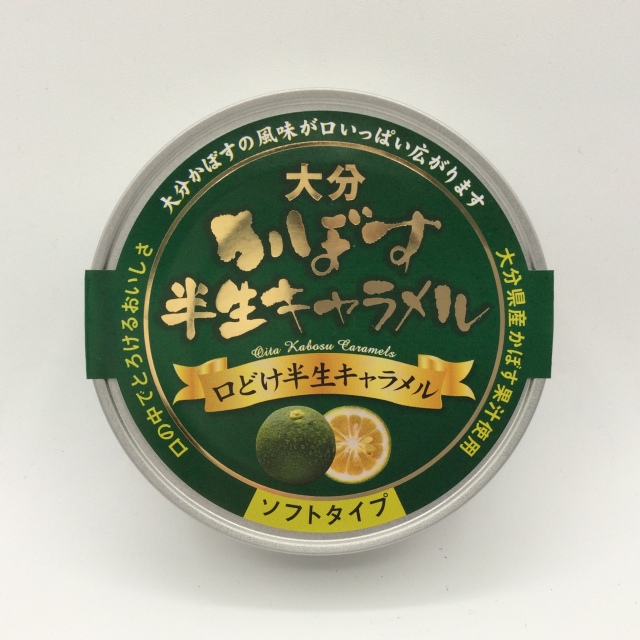 大分かぼすの風味が口いっぱい広がります
大分
かぼす
半生キャラメル
Oita Kabosu Caramels
口どけ半生キャラメル
ソフトタイプ
口の中でとろけるおいしさ
大分県産かぼす果汁使用